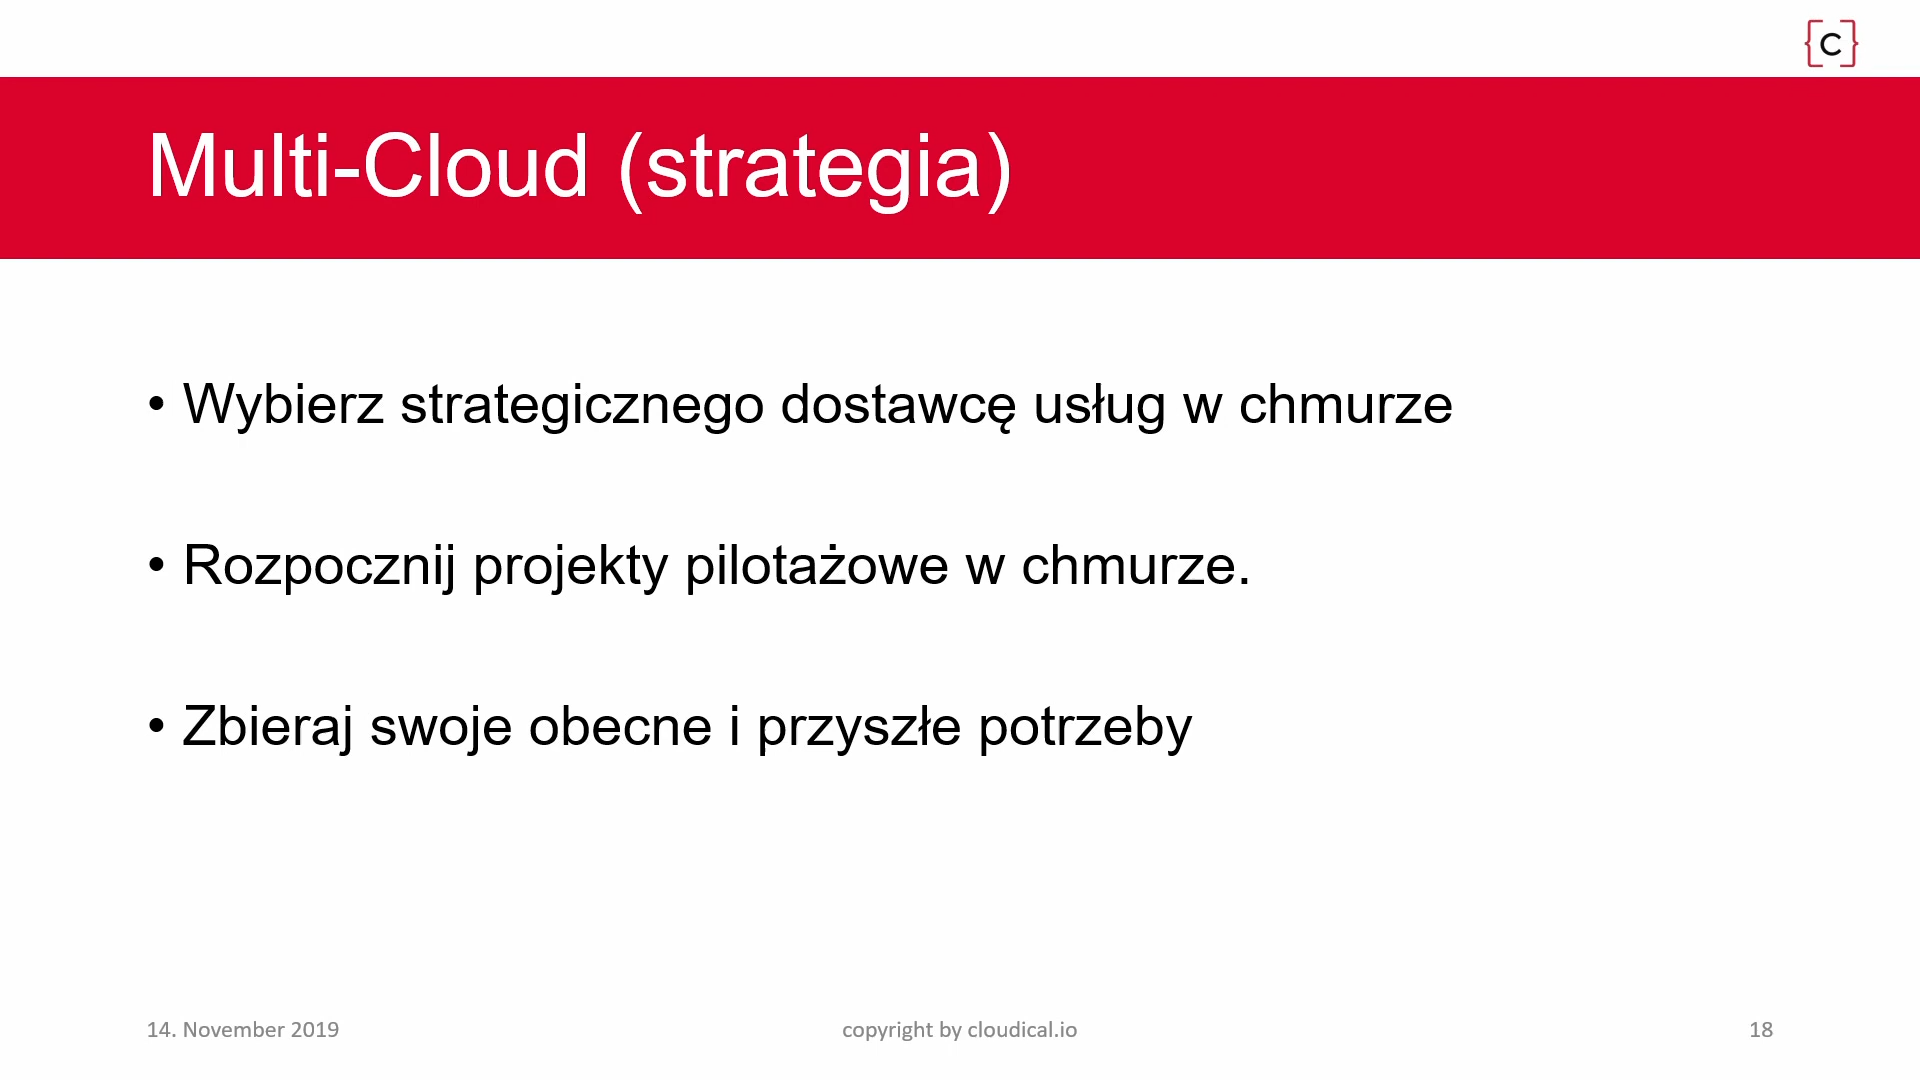 [C]
Multi-Cloud (strategia)
• Wybierz strategicznego dostawcę usług w chmurze
• Rozpocznij projekty pilotażowe w chmurze.
• Zbieraj swoje obecne i przyszłe potrzeby
14. November 2019
copyright by cloudical.io
18